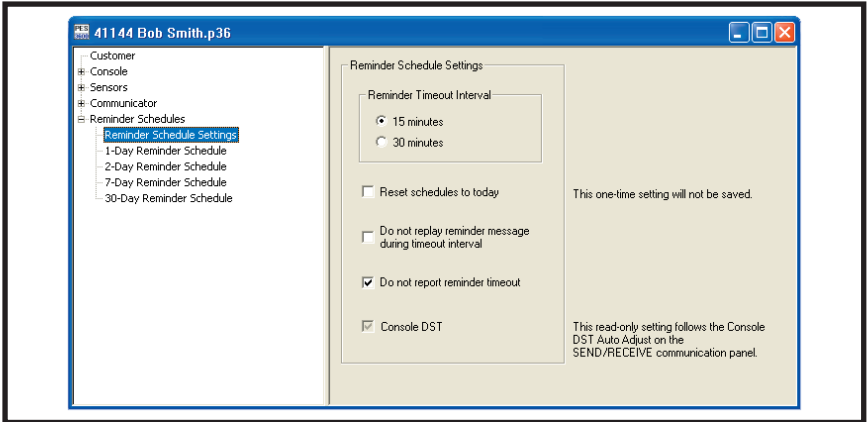 41144 Bob Smith.p36
Customer
Console
Sensors
Communicator
Reminder Schedules
Reminder Schedule Settings
1-Day Reminder Schedule
2-Day Reminder Schedule
7-Day Reminder Schedule
30-Day Reminder Schedule
Reminder Schedule Settings
Reminder Timeout Interval
15 minutes
30 minutes
Reset schedules to today
This one-time setting will not be saved.
Do not replay reminder message
during timeout interval
Do not report reminder timeout
Console DST
This read-only setting follows the Console
DST Auto Adjust on the
SEND/RECEIVE communication panel.